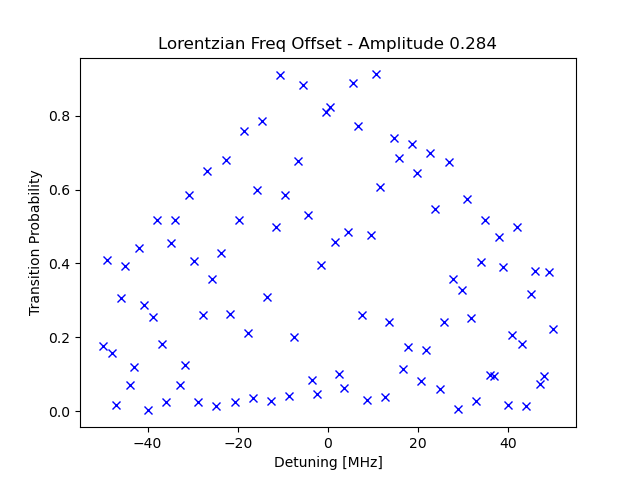 Lorentzian Freq Offset - Amplitude 0.284
Transition Probability
0.8
0.6
0.4
0.2
0.0
−40 −20 0 20 40
Detuning [MHz]